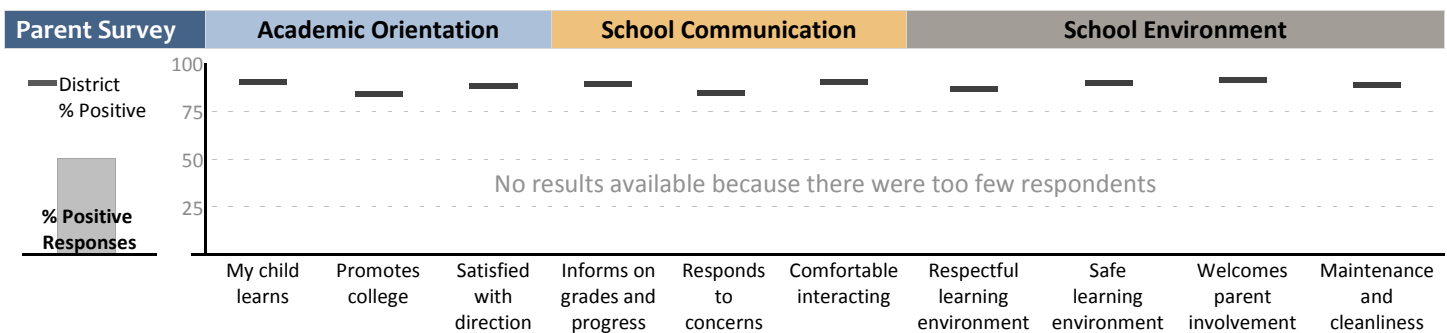 Parent Survey
Academic Orientation
School Communication
School Environment
District
% Positive
% Positive
Responses
100
75
50
25
No results available because there were too few respondents
My child
learns
Promotes
college
Satisfied
with
direction
Informs on
grades and
progress
Responds
to
concerns
Comfortable
interacting
Respectful
learning
environment
Safe
learning
environment
Welcomes
parent
involvement
Maintenance
and
cleanliness